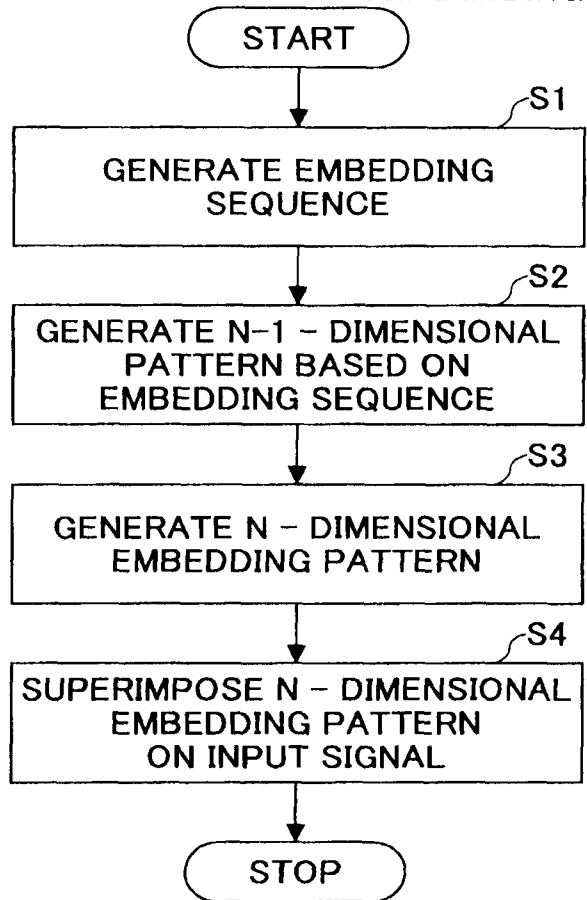 START
S1
GENERATE EMBEDDING
SEQUENCE
S2
GENERATE N-1 - DIMENSIONAL
PATTERN BASED ON
EMBEDDING SEQUENCE
S3
GENERATE N - DIMENSIONAL
EMBEDDING PATTERN
S4
SUPERIMPOSE N - DIMENSIONAL
EMBEDDING PATTERN
ON INPUT SIGNAL
STOP